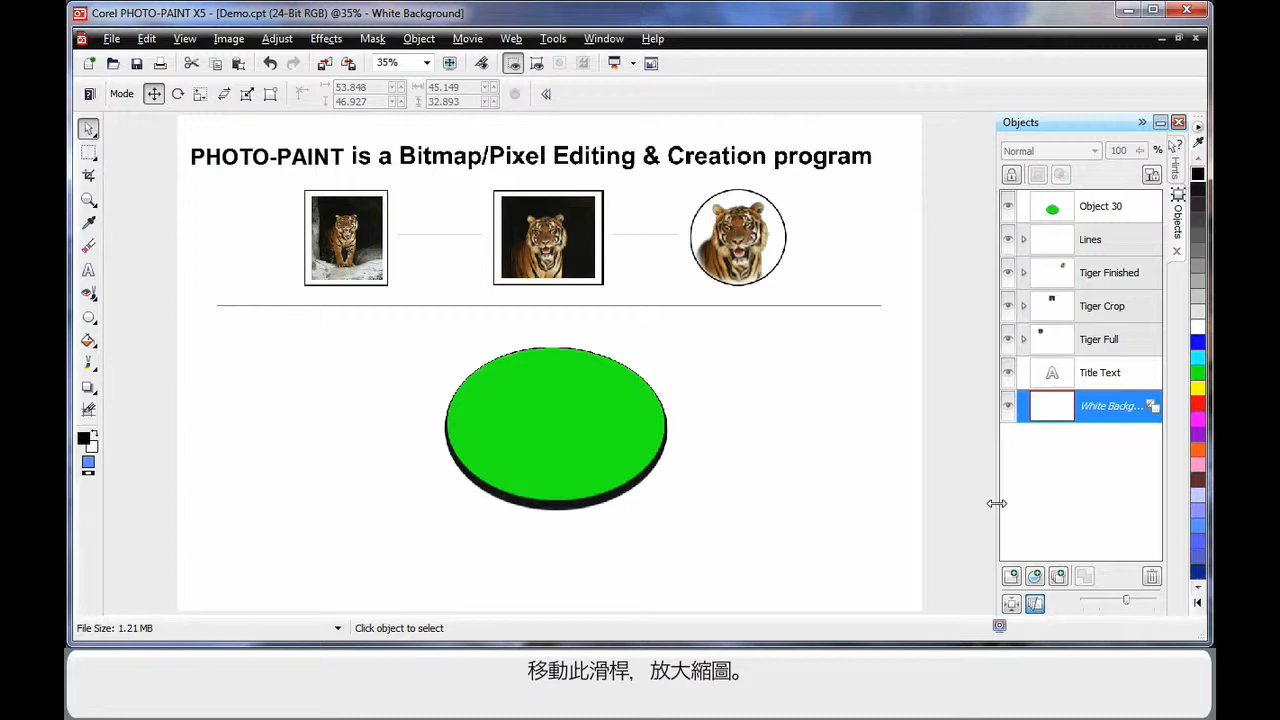 Corel PHOTO-PAINT X5 - [Demo.cpt (24-Bit RGB) @35% - White Background]
File Edit View Image Adjust Effects Mask Object Movie Web Tools Window Help
35%
Mode 53.848 45.149
46.927 32.893
Objects
Normal 100 %
Hints
Objects
PHOTO-PAINT is a Bitmap/Pixel Editing & Creation program
Object 30
Lines
Tiger Finished
Tiger Crop
Tiger Full
A Title Text
White Backg...
File Size: 1.21 MB Click object to select
移動此滑桿，放大縮圖。